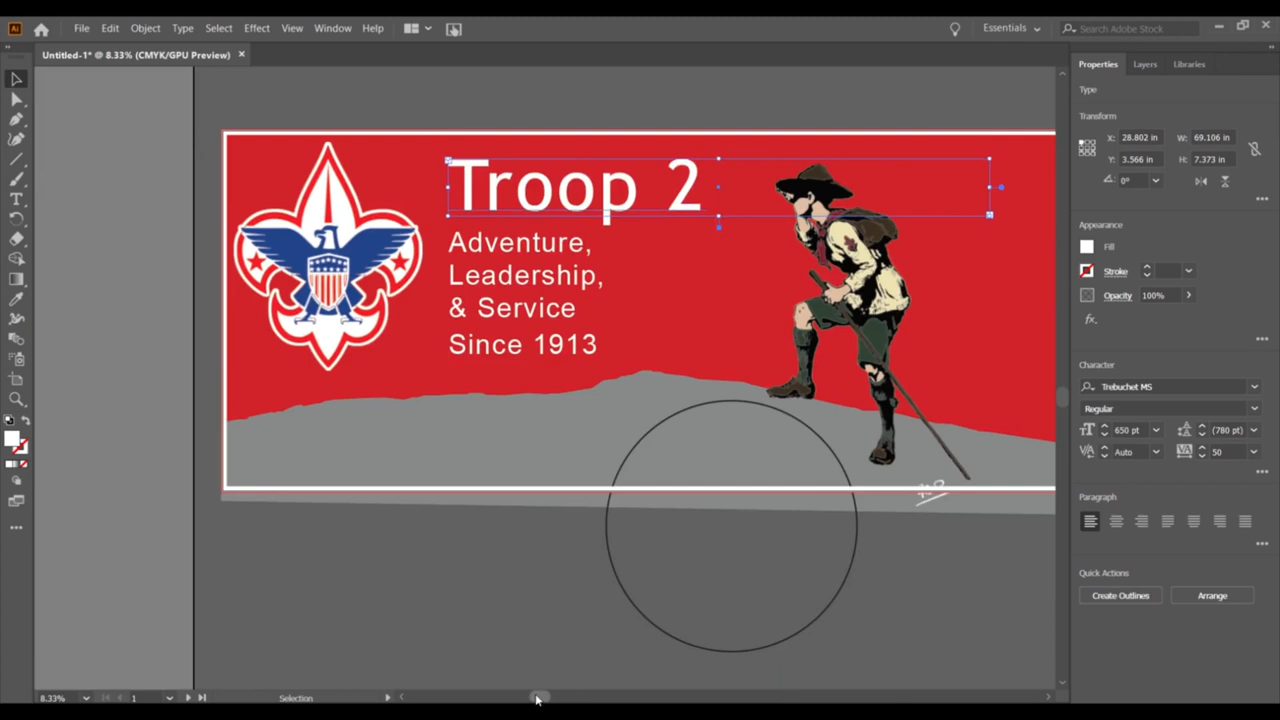 File Edit Object Type Select Effect View Window Help
Essentials
Search Adobe Stock
Untitled-1* @ 8.33% (CMYK/GPU Preview)
Properties Layers Libraries
Type
Transform
X: 28.802 in W: 69.106 in
Y: 3.566 in H: 7.373 in
0°
Appearance
Fill
Stroke
Opacity 100%
fx.
Character
Trebuchet MS
Regular
650 pt (780 pt)
Auto 50
Paragraph
Quick Actions
Create Outlines Arrange
Troop 2
Adventure,
Leadership,
& Service
Since 1913
8.33% 1 Selection